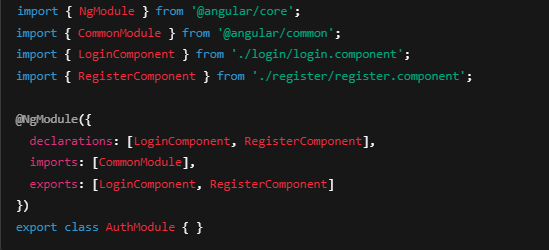 import { NgModule } from '@angular/core';
import { CommonModule } from '@angular/common';
import { LoginComponent } from './login/login.component';
import { RegisterComponent } from './register/register.component';
@NgModule({
declarations: [LoginComponent, RegisterComponent],
imports: [CommonModule],
exports: [LoginComponent, RegisterComponent]
})
export class AuthModule { }